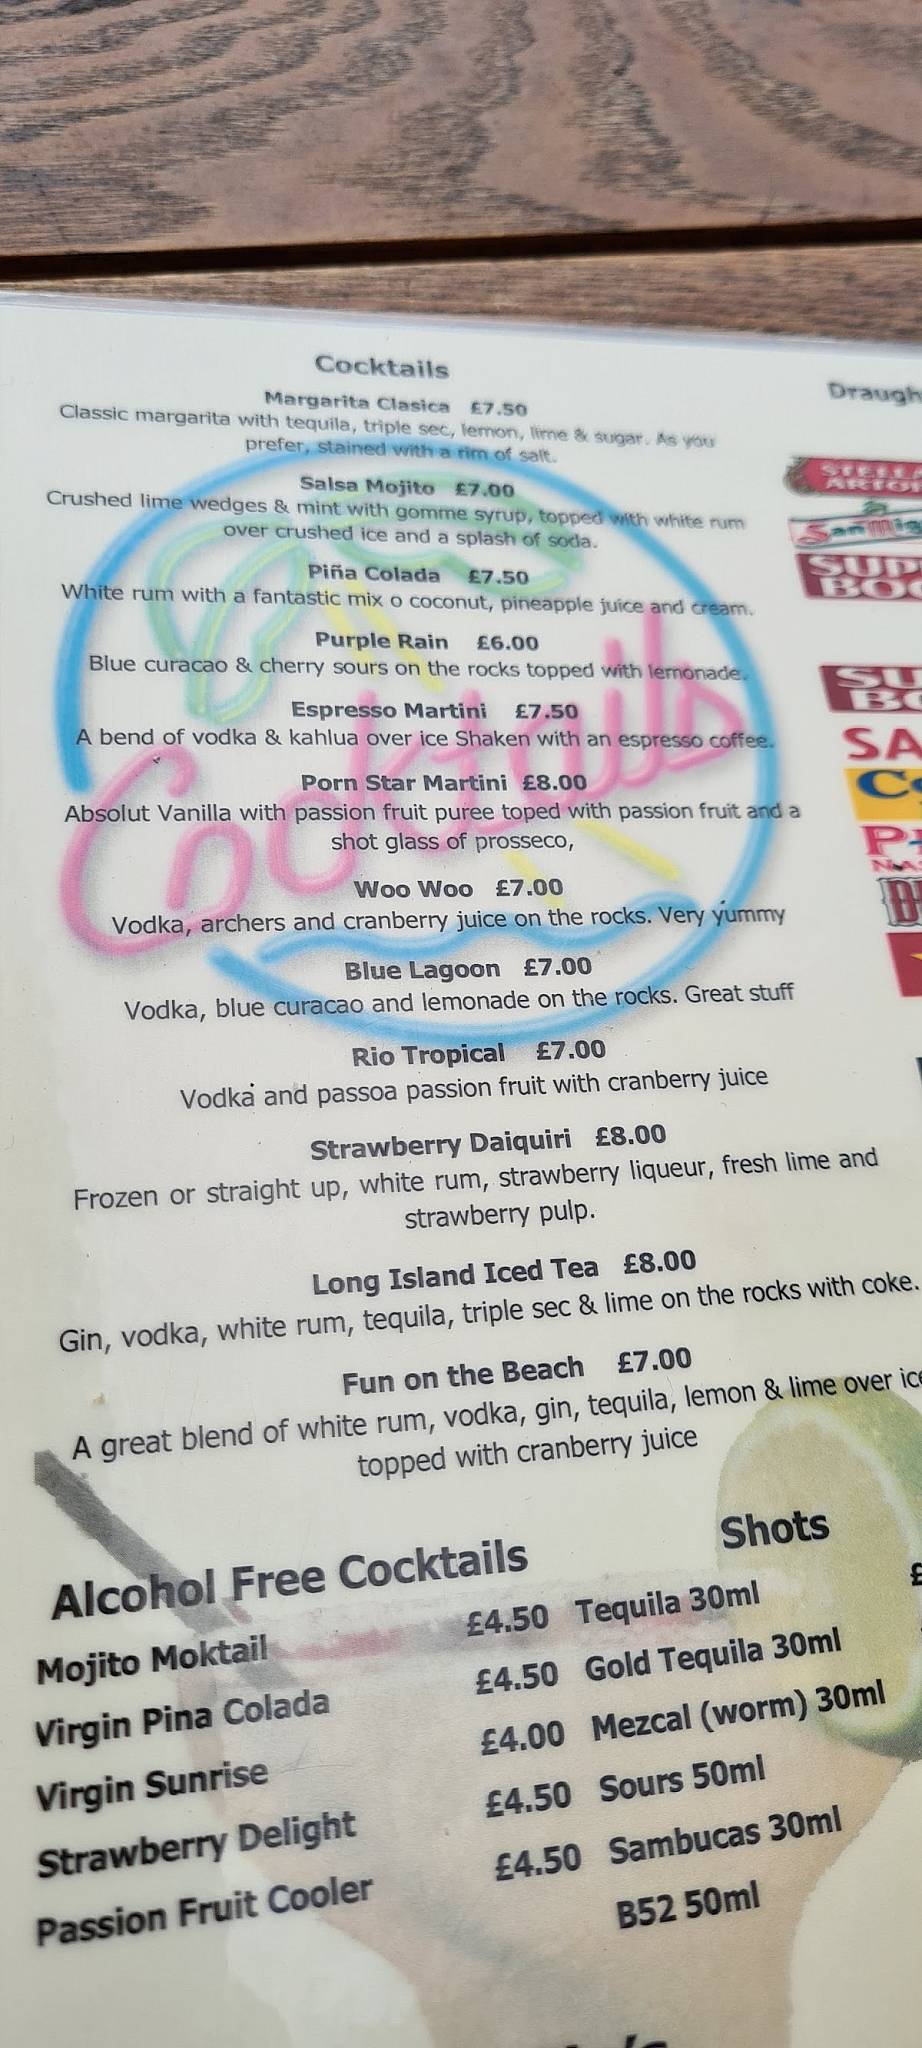 Cocktails
Margarita Clasica £7.50
Classic margarita with tequila, triple sec, lemon, lime & sugar. As you
prefer, stained with a rim of salt.
Salsa Mojito £7.00
Crushed lime wedges & mint with gomme syrup, topped with white rum
over crushed ice and a splash of soda.
Piña Colada £7.50
White rum with a fantastic mix o coconut, pineapple juice and cream.
Purple Rain £6.00
Blue curacao & cherry sours on the rocks topped with lemonade.
Espresso Martini £7.50
A bend of vodka & kahlua over ice Shaken with an espresso coffee.
Porn Star Martini £8.00
Absolut Vanilla with passion fruit puree toped with passion fruit and a
shot glass of prosseco,
Woo Woo £7.00
Vodka, archers and cranberry juice on the rocks. Very yummy
Blue Lagoon £7.00
Vodka, blue curacao and lemonade on the rocks. Great stuff
Rio Tropical £7.00
Vodka and passoa passion fruit with cranberry juice
Strawberry Daiquiri £8.00
Frozen or straight up, white rum, strawberry liqueur, fresh lime and
strawberry pulp.
Long Island Iced Tea £8.00
Gin, vodka, white rum, tequila, triple sec & lime on the rocks with coke.
Fun on the Beach £7.00
A great blend of white rum, vodka, gin, tequila, lemon & lime over ice
topped with cranberry juice
Cocktails
Alcohol Free Cocktails
Mojito Moktail £4.50
Virgin Pina Colada £4.50
Virgin Sunrise £4.00
Strawberry Delight £4.50
Passion Fruit Cooler £4.50
Shots
Tequila 30ml £
Gold Tequila 30ml
Mezcal (worm) 30ml
Sours 50ml
Sambucas 30ml
B52 50ml
Draugh
STELLA
ARTOI
San Mig
SUP
BOC
SU
BO
SA